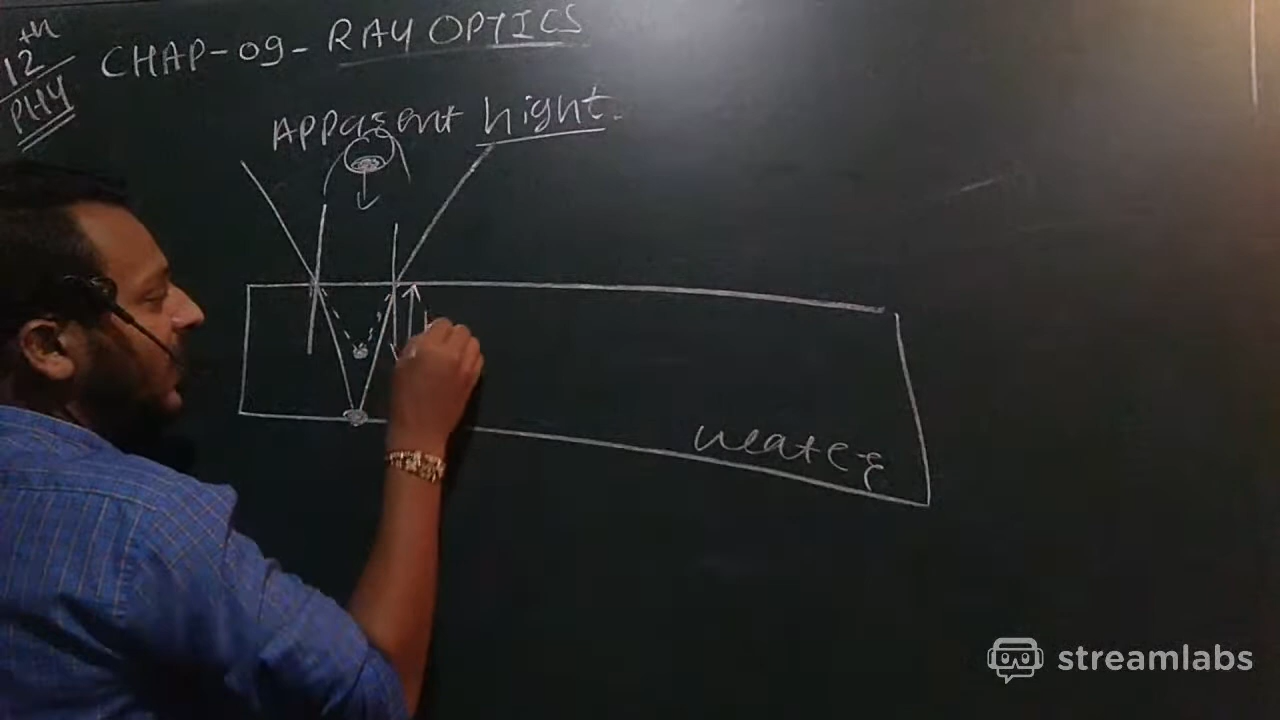 12th
PHY
CHAP-09- RAY OPTICS
Apparent hight.
water
streamlabs